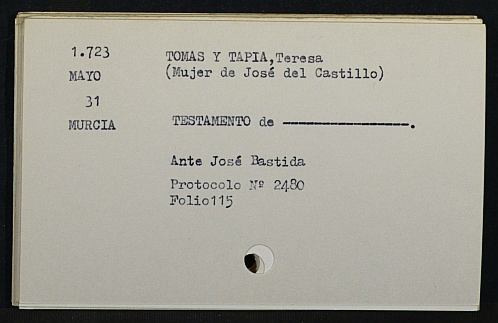 1.723
MAYO
31
MURCIA
TOMAS Y TAPIA,Teresa
(Mujer de José del Castillo)
TESTAMENTO de ------------------.
Ante José Bastida
Protocolo Nº 2480
Folio115